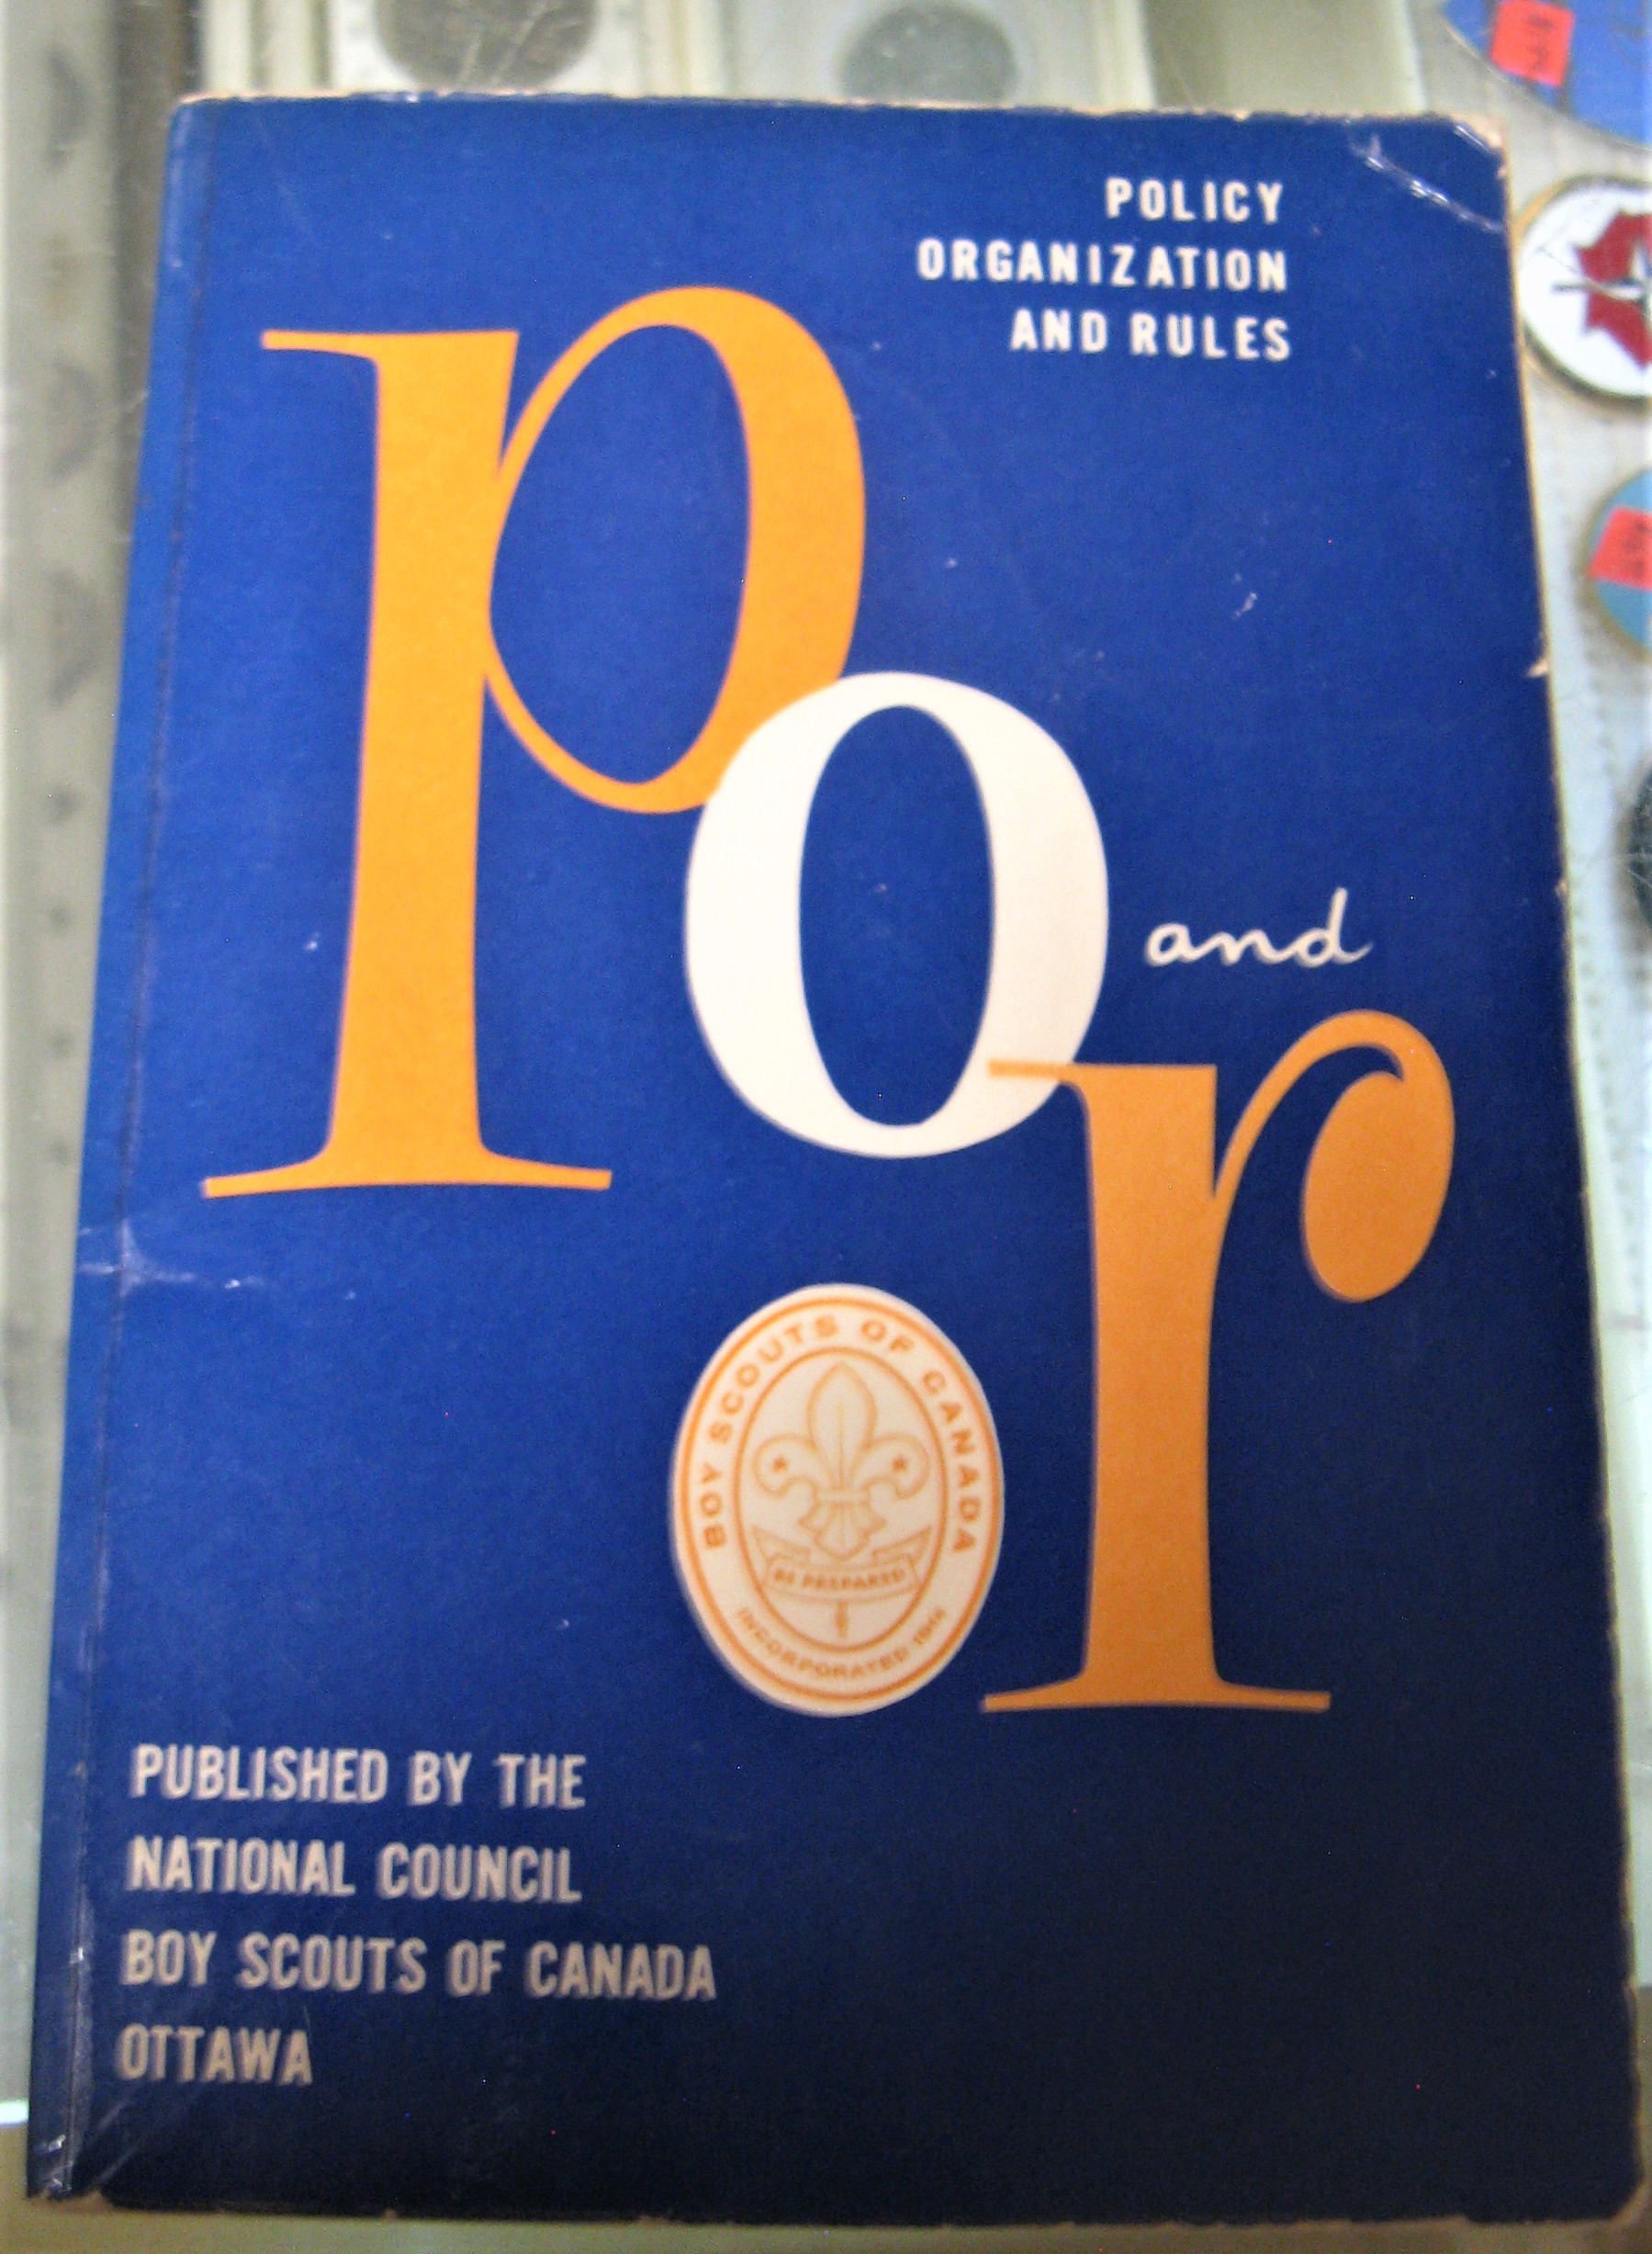 POLICY
ORGANIZATION
AND RULES
p
o
and
r
BOY SCOUTS OF CANADA
BE PREPARED
INCORPORATED 1914
PUBLISHED BY THE
NATIONAL COUNCIL
BOY SCOUTS OF CANADA
OTTAWA